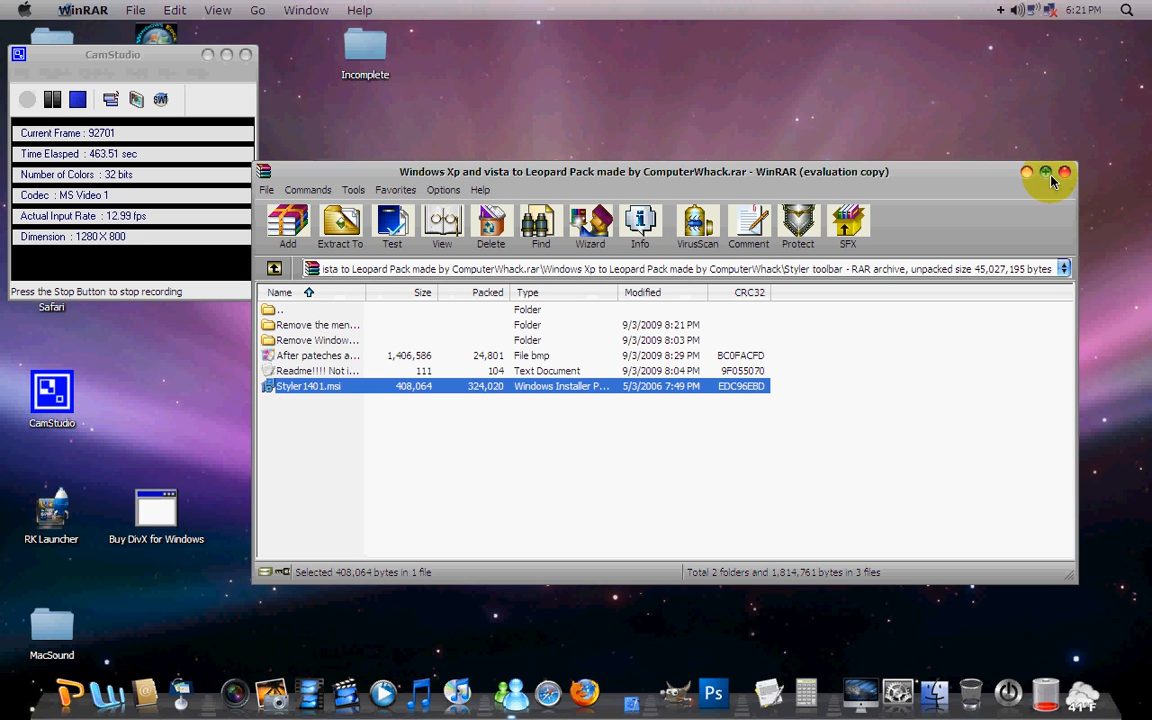 WinRAR File Edit View Go Window Help
6:21 PM
CamStudio
Incomplete
Current Frame : 92701
Time Elasped : 463.51 sec
Number of Colors : 32 bits
Codec : MS Video 1
Actual Input Rate : 12.99 fps
Dimension : 1280 X 800
Press the Stop Button to stop recording
Safari
CamStudio
RK Launcher
Buy DivX for Windows
MacSound
Windows Xp and vista to Leopard Pack made by ComputerWhack.rar - WinRAR (evaluation copy)
File Commands Tools Favorites Options Help
Add Extract To Test View Delete Find Wizard Info VirusScan Comment Protect SFX
ista to Leopard Pack made by ComputerWhack.rar\Windows Xp to Leopard Pack made by ComputerWhack\Styler toolbar - RAR archive, unpacked size 45,027,195 bytes
Name Size Packed Type Modified CRC32
.. Folder
Remove the men... Folder 9/3/2009 8:21 PM
Remove Window... Folder 9/3/2009 8:03 PM
After pateches a... 1,406,586 24,801 File bmp 9/3/2009 8:29 PM BC0FACFD
Readme!!!! Not i... 111 104 Text Document 9/3/2009 8:04 PM 9F055070
Styler1401.msi 408,064 324,020 Windows Installer P... 5/3/2006 7:49 PM EDC96EBD
Selected 408,064 bytes in 1 file
Total 2 folders and 1,814,761 bytes in 3 files
Ps
41°F